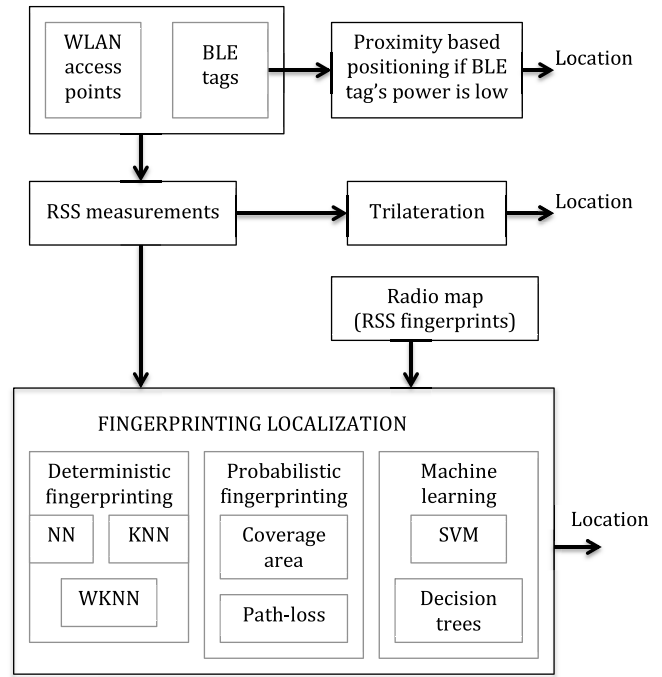 WLAN
access
points
BLE
tags
Proximity based
positioning if BLE
tag's power is low
Location
RSS measurements
Trilateration
Location
Radio map
(RSS fingerprints)
FINGERPRINTING LOCALIZATION
Deterministic
fingerprinting
NN
KNN
WKNN
Probabilistic
fingerprinting
Coverage
area
Path-loss
Machine
learning
SVM
Decision
trees
Location